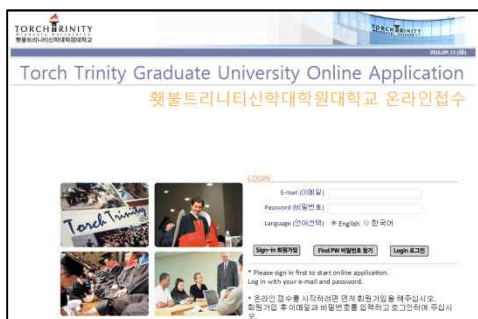 TORCH TRINITY
횃불트리니티신학대학원대학교
TORCH TRINITY
Torch Trinity Graduate University Online Application
횃불트리니티신학대학원대학교 온라인접수
LOGIN
E-mail (이메일)
Password (비밀번호)
Language (언어선택) English 한국어
Sign-in 회원가입 Find PW 비밀번호 찾기 Login 로그인
* Please sign in first to start online application.
Log in with your e-mail and password.
* 온라인 접수를 시작하려면 먼저 회원가입을 해주십시오.
회원가입 후 이메일과 비밀번호를 입력하고 로그인하여 주십시
오.
Torch Trinity